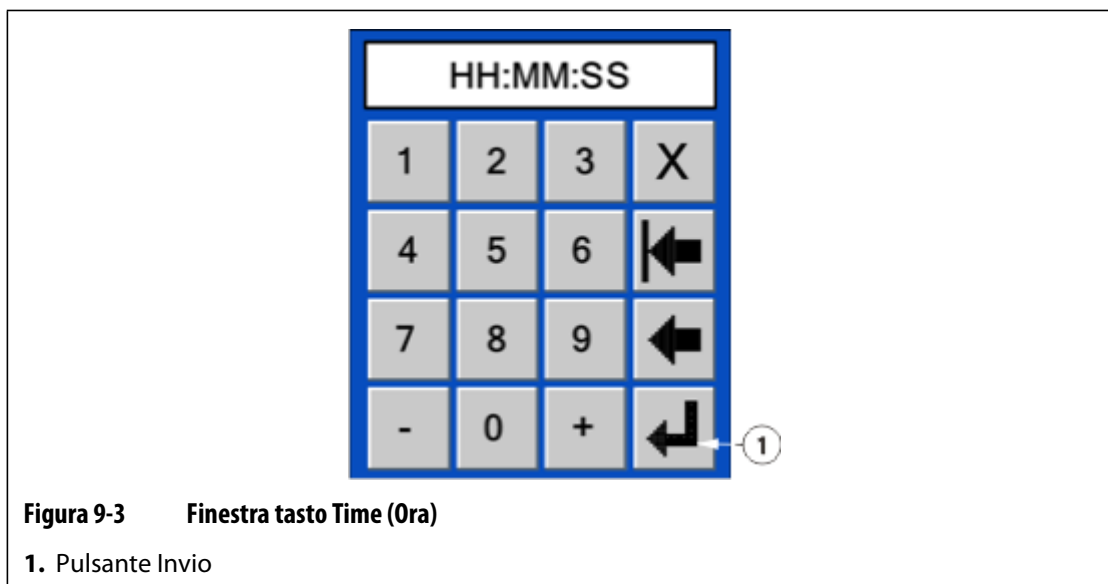 HH:MM:SS
1 2 3 X
4 5 6
7 8 9
- 0 +
1
Figura 9-3 Finestra tasto Time (Ora)
1. Pulsante Invio